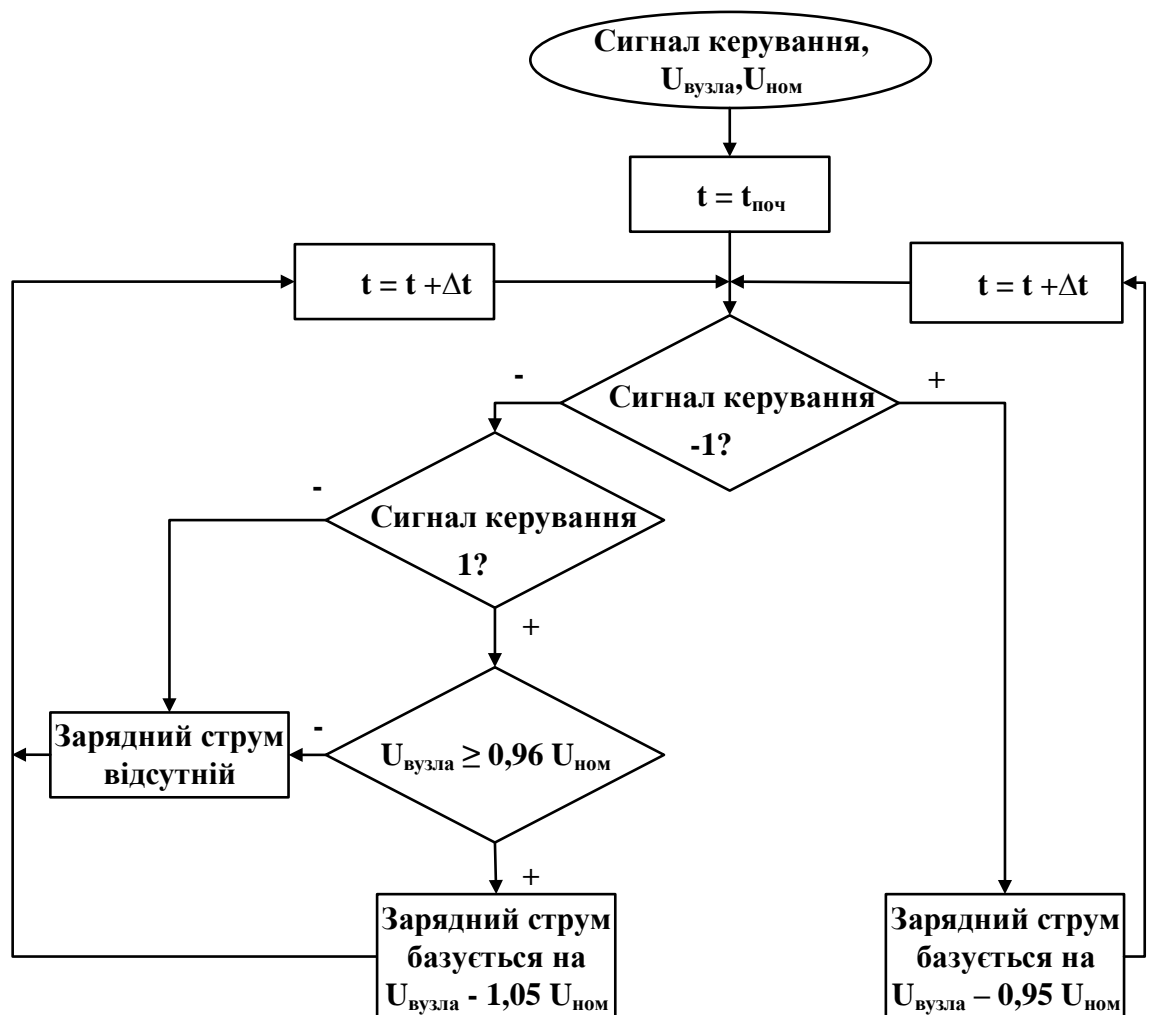 Сигнал керування,
Uвузла,Uном
t = tпоч
t = t +Δt
t = t +Δt
-
+
Сигнал керування
-1?
-
Сигнал керування
1?
+
Зарядний струм
відсутній
-
Uвузла ≥ 0,96 Uном
+
Зарядний струм
базується на
Uвузла - 1,05 Uном
Зарядний струм
базується на
Uвузла – 0,95 Uном